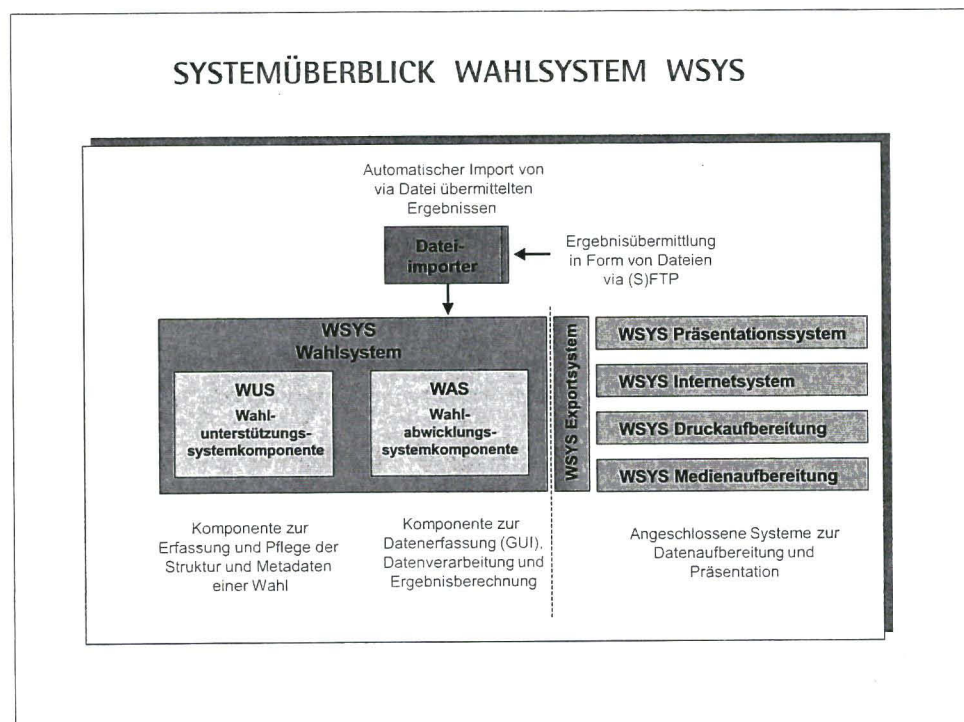 SYSTEMÜBERBLICK WAHLSYSTEM WSYS
Automatischer Import von
via Datei übermittelten
Ergebnissen
Datei-
importer
Ergebnisübermittlung
in Form von Dateien
via (S)FTP
WSYS
Wahlsystem
WUS
Wahl-
unterstützungs-
systemkomponente
WAS
Wahl-
abwicklungs-
systemkomponente
WSYS Exportsystem
WSYS Präsentationssystem
WSYS Internetsystem
WSYS Druckaufbereitung
WSYS Medienaufbereitung
Komponente zur
Erfassung und Pflege der
Struktur und Metadaten
einer Wahl
Komponente zur
Datenerfassung (GUI),
Datenverarbeitung und
Ergebnisberechnung
Angeschlossene Systeme zur
Datenaufbereitung und
Präsentation